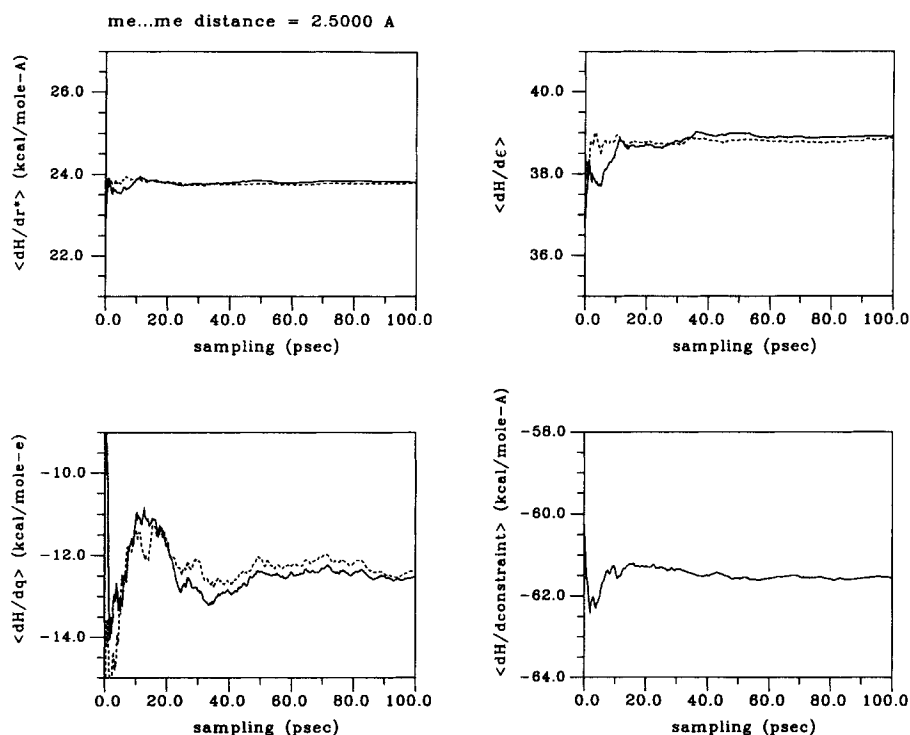 me...me distance = 2.5000 A
<dH/dr*> (kcal/mole-A)
26.0
24.0
22.0
0.0 20.0 40.0 60.0 80.0 100.0
sampling (psec)
<dH/dϵ>
40.0
38.0
36.0
0.0 20.0 40.0 60.0 80.0 100.0
sampling (psec)
<dH/dq> (kcal/mole-e)
-10.0
-12.0
-14.0
0.0 20.0 40.0 60.0 80.0 100.0
sampling (psec)
<dH/dconstraint> (kcal/mole-A)
-58.0
-60.0
-62.0
-64.0
0.0 20.0 40.0 60.0 80.0 100.0
sampling (psec)